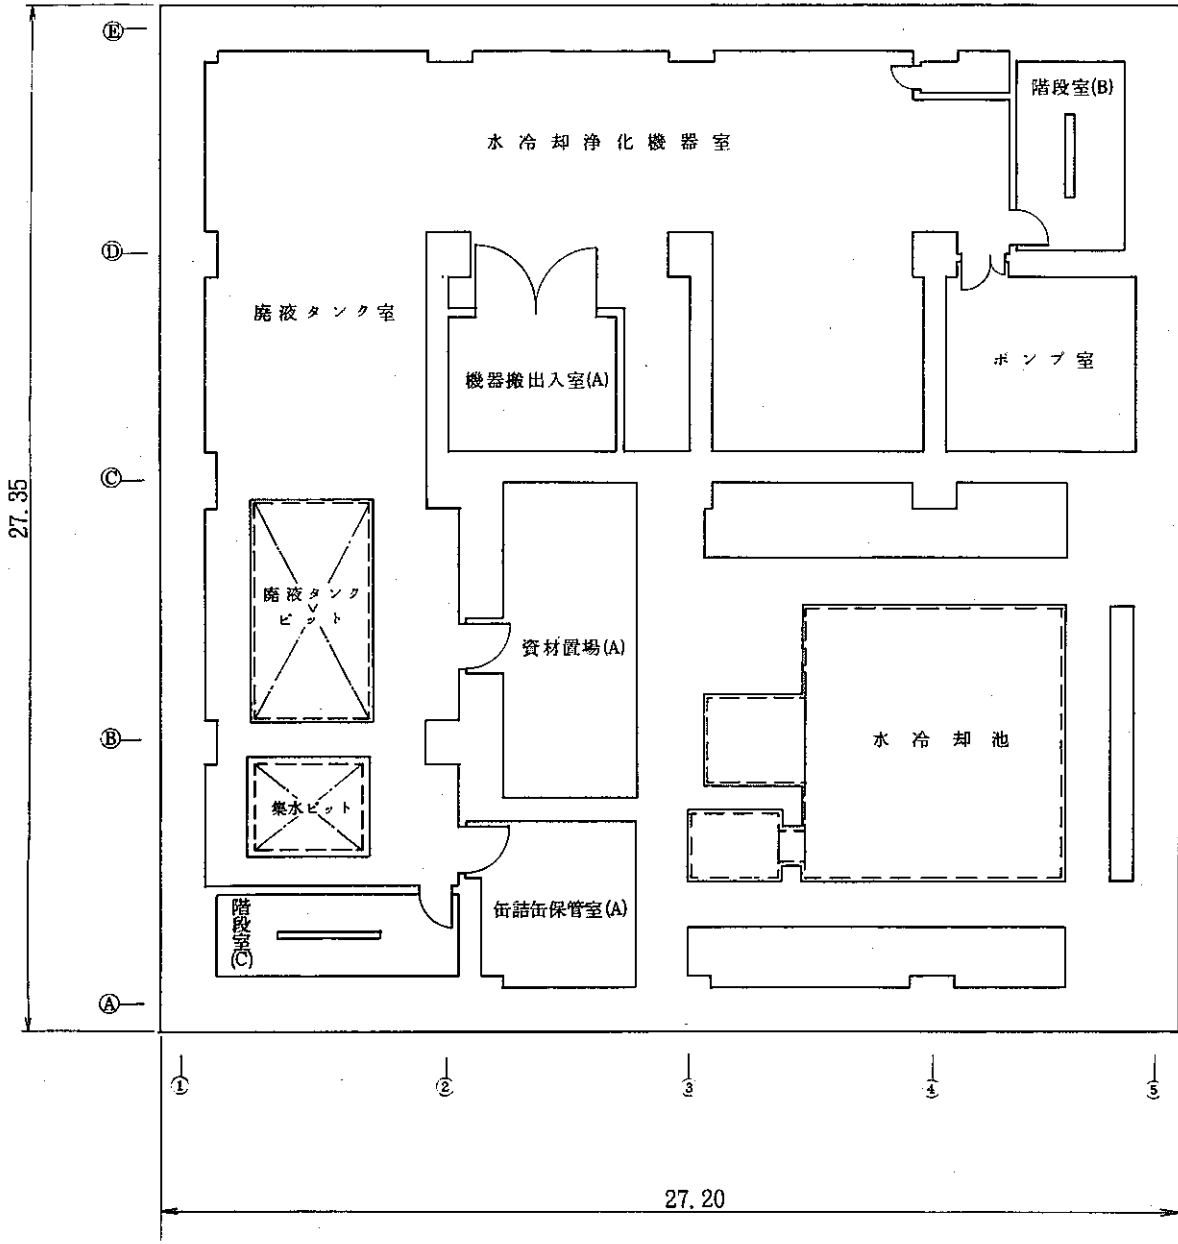 Ⓔ
階段室(B)
水冷却浄化機器室
Ⓓ
廃液タンク室
ポンプ室
機器搬出入室(A)
Ⓒ
27.35
廃液タンク
ピット
資材置場(A)
Ⓑ
水冷却池
集水ピット
階段室(C)
缶詰缶保管室(A)
Ⓐ
① ② ③ ④ ⑤
27.20